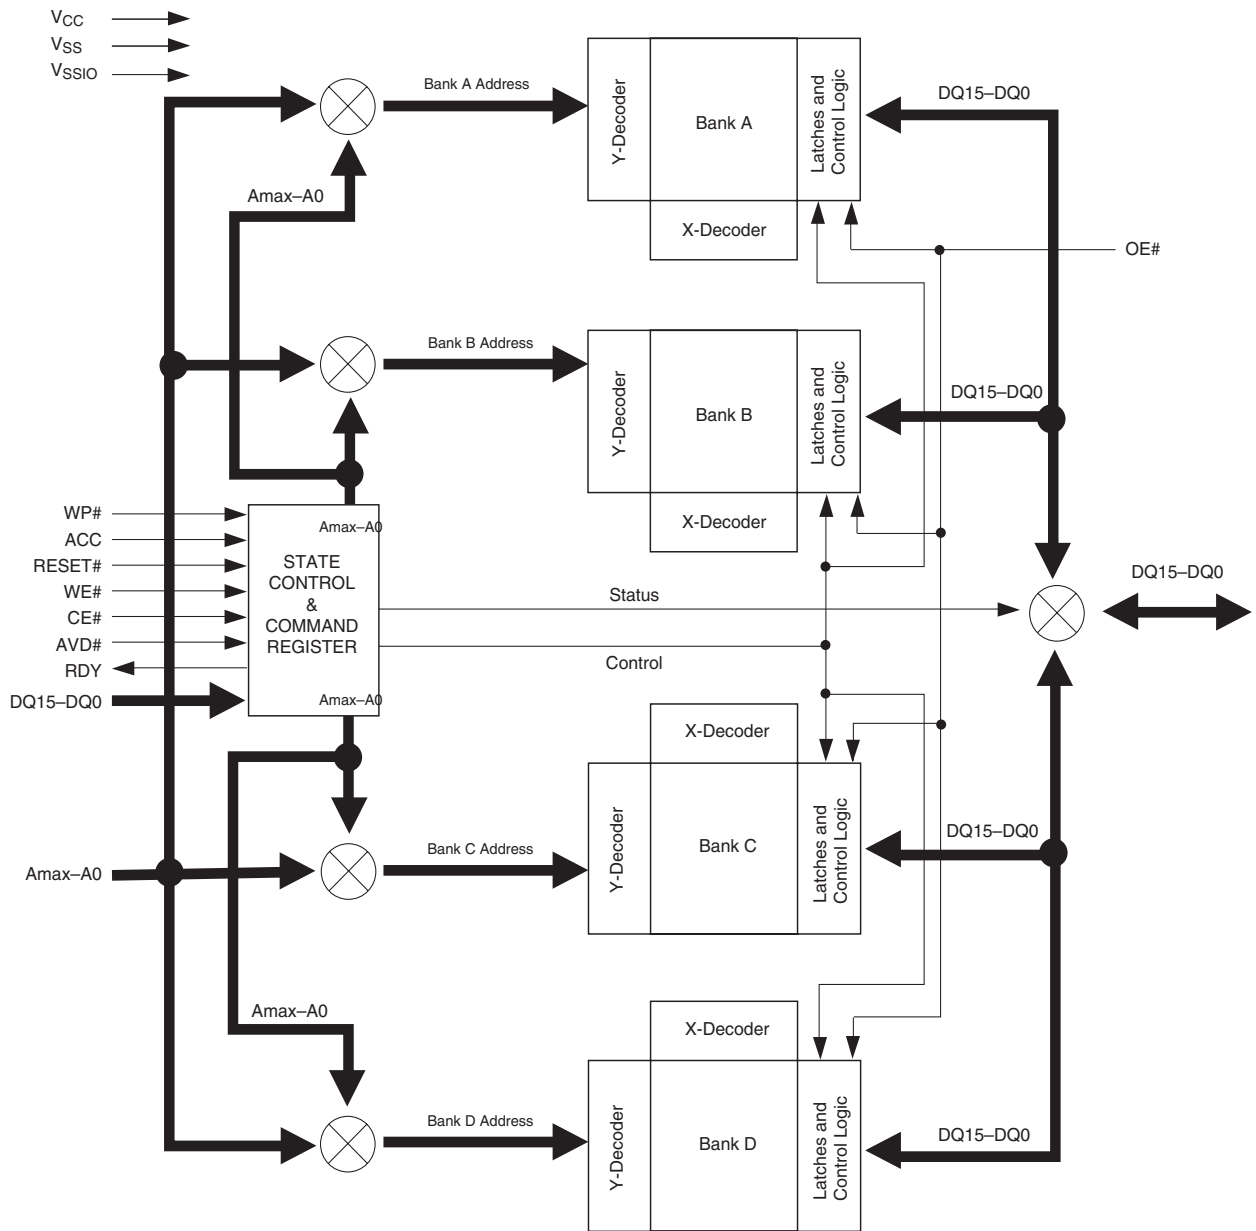 VCC
VSS
VSSIO
Bank A Address
Y-Decoder
Bank A
Latches and
Control Logic
X-Decoder
DQ15–DQ0
Amax–A0
OE#
Bank B Address
Y-Decoder
Bank B
Latches and
Control Logic
X-Decoder
DQ15–DQ0
WP#
ACC
RESET#
WE#
CE#
AVD#
RDY
DQ15–DQ0
Amax–A0
STATE
CONTROL
&
COMMAND
REGISTER
Amax–A0
Status
Control
DQ15–DQ0
X-Decoder
Bank C Address
Y-Decoder
Bank C
Latches and
Control Logic
DQ15–DQ0
Amax–A0
Amax–A0
X-Decoder
Bank D Address
Y-Decoder
Bank D
Latches and
Control Logic
DQ15–DQ0